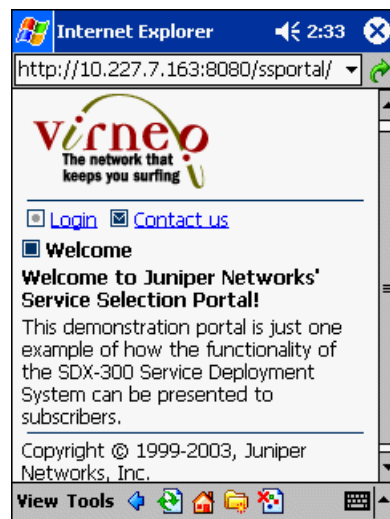 Internet Explorer 2:33
http://10.227.7.163:8080/ssportal/
Virneo
The network that
keeps you surfing
Login Contact us
Welcome
Welcome to Juniper Networks'
Service Selection Portal!
This demonstration portal is just one
example of how the functionality of
the SDX-300 Service Deployment
System can be presented to
subscribers.
Copyright © 1999-2003, Juniper
Networks, Inc.
View Tools